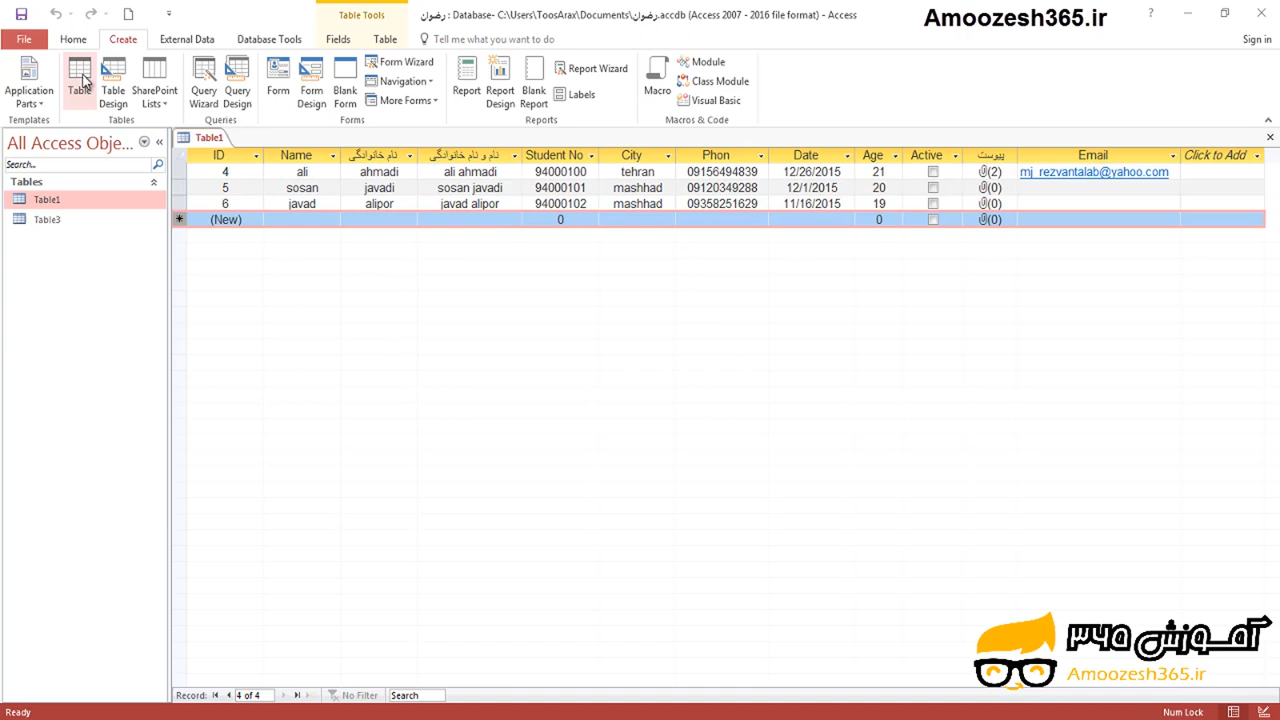 Table Tools
رضوان : Database- C:\Users\ToosArax\Documents\رضوان.accdb (Access 2007 - 2016 file format) - Access
Amoozesh365.ir
?
File Home Create External Data Database Tools Fields Table Tell me what you want to do
Sign in
Application Parts
Table
Table Design
SharePoint Lists
Query Wizard
Query Design
Form
Form Design
Blank Form
Form Wizard
Navigation
More Forms
Report
Report Design
Blank Report
Report Wizard
Labels
Macro
Module
Class Module
Visual Basic
Templates Tables Queries Forms Reports Macros & Code
All Access Obje...
Search..
Tables
Table1
Table3
Table1
ID Name نام خانوادگی نام و نام خانوادگی Student No City Phon Date Age Active پیوست Email Click to Add
4 ali ahmadi ali ahmadi 94000100 tehran 09156494839 12/26/2015 21 (2) mj_rezvantalab@yahoo.com
5 sosan javadi sosan javadi 94000101 mashhad 09120349288 12/1/2015 20 (0)
6 javad alipor javad alipor 94000102 mashhad 09358251629 11/16/2015 19 (0)
(New) 0 0 (0)
آموزش ۳۶۵
Amoozesh365.ir
Record: 4 of 4 No Filter Search
Ready Num Lock